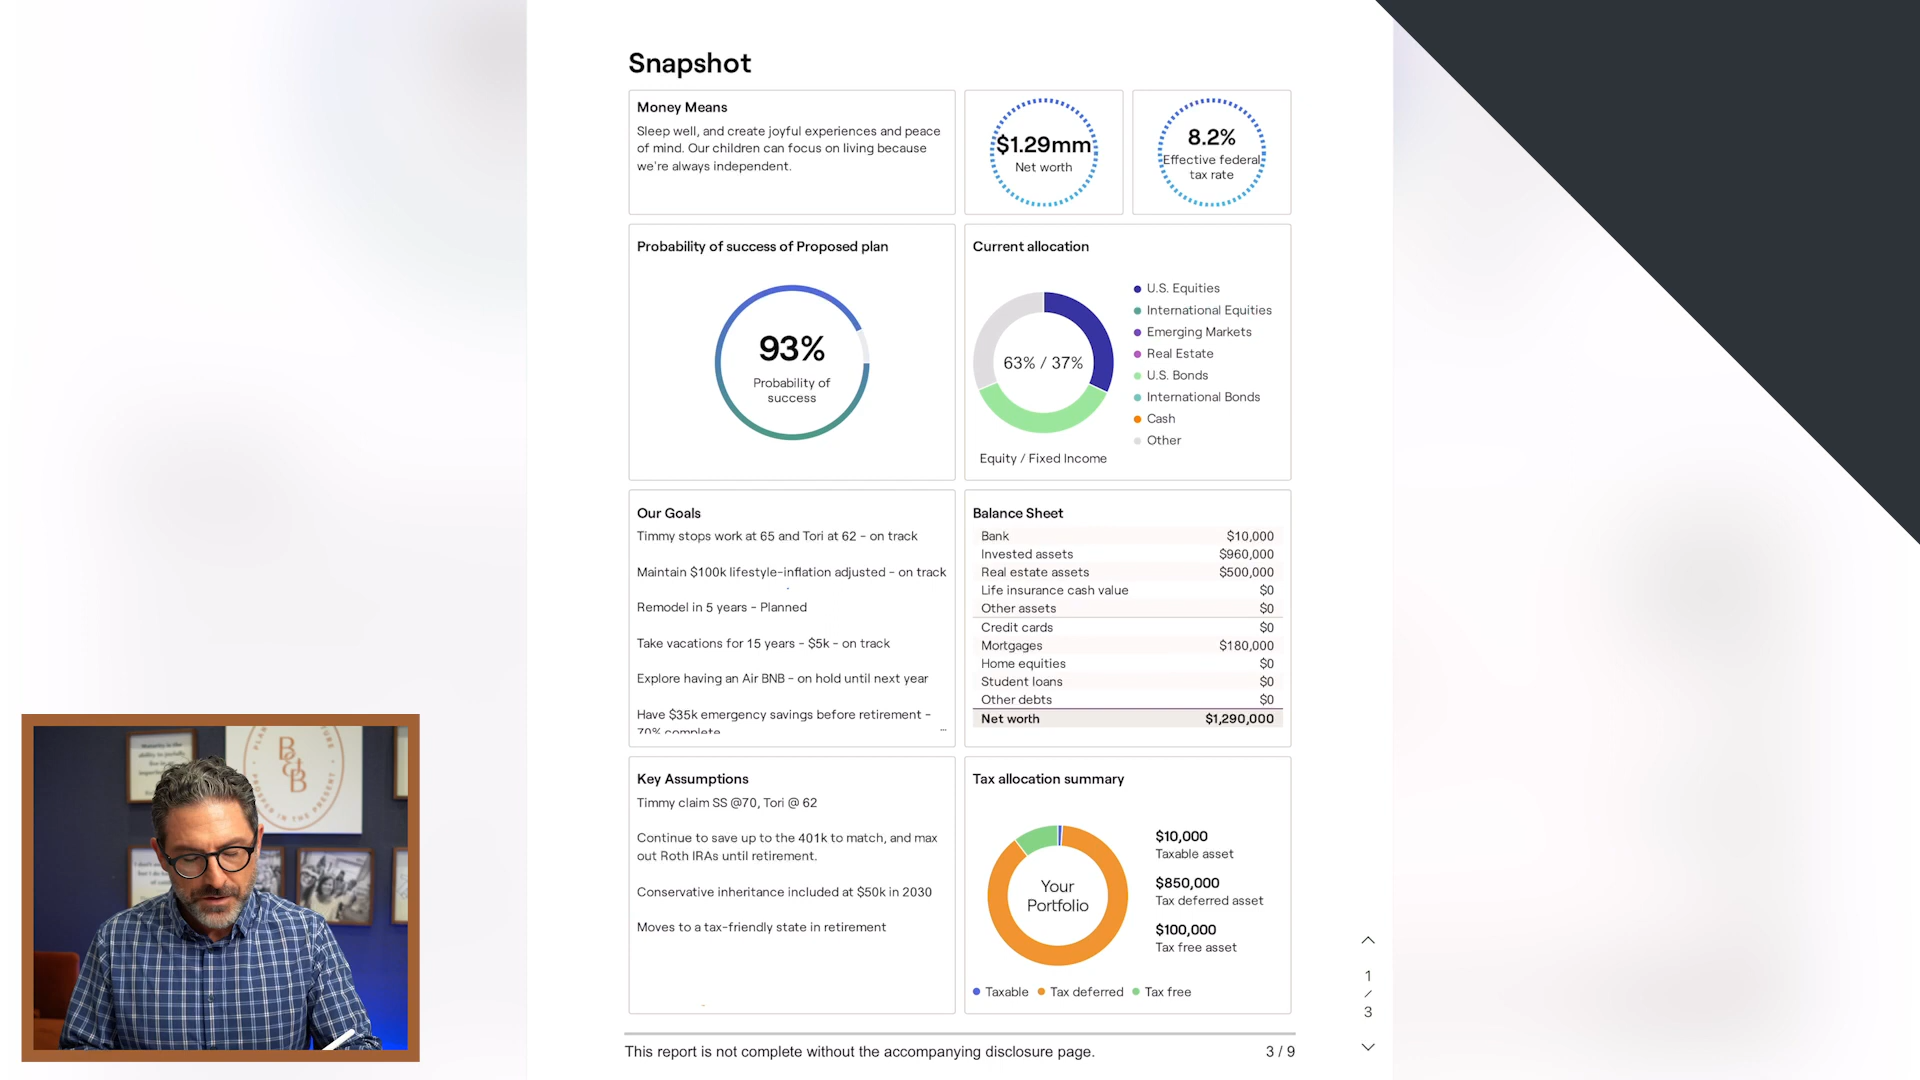 Snapshot
Money Means
Sleep well, and create joyful experiences and peace
of mind. Our children can focus on living because
we're always independent.
$1.29mm
Net worth
8.2%
Effective federal
tax rate
Probability of success of Proposed plan
93%
Probability of
success
Current allocation
63% / 37%
Equity / Fixed Income
U.S. Equities
International Equities
Emerging Markets
Real Estate
U.S. Bonds
International Bonds
Cash
Other
Our Goals
Timmy stops work at 65 and Tori at 62 - on track
Maintain $100k lifestyle-inflation adjusted - on track
Remodel in 5 years - Planned
Take vacations for 15 years - $5k - on track
Explore having an Air BNB - on hold until next year
Have $35k emergency savings before retirement -
70% complete
...
Balance Sheet
Bank $10,000
Invested assets $960,000
Real estate assets $500,000
Life insurance cash value $0
Other assets $0
Credit cards $0
Mortgages $180,000
Home equities $0
Student loans $0
Other debts $0
Net worth $1,290,000
Key Assumptions
Timmy claim SS @70, Tori @ 62
Continue to save up to the 401k to match, and max
out Roth IRAs until retirement.
Conservative inheritance included at $50k in 2030
Moves to a tax-friendly state in retirement
Tax allocation summary
Your
Portfolio
$10,000
Taxable asset
$850,000
Tax deferred asset
$100,000
Tax free asset
Taxable Tax deferred Tax free
1
/
3
This report is not complete without the accompanying disclosure page. 3 / 9
B&B
PROSPER IN THE PRESENT